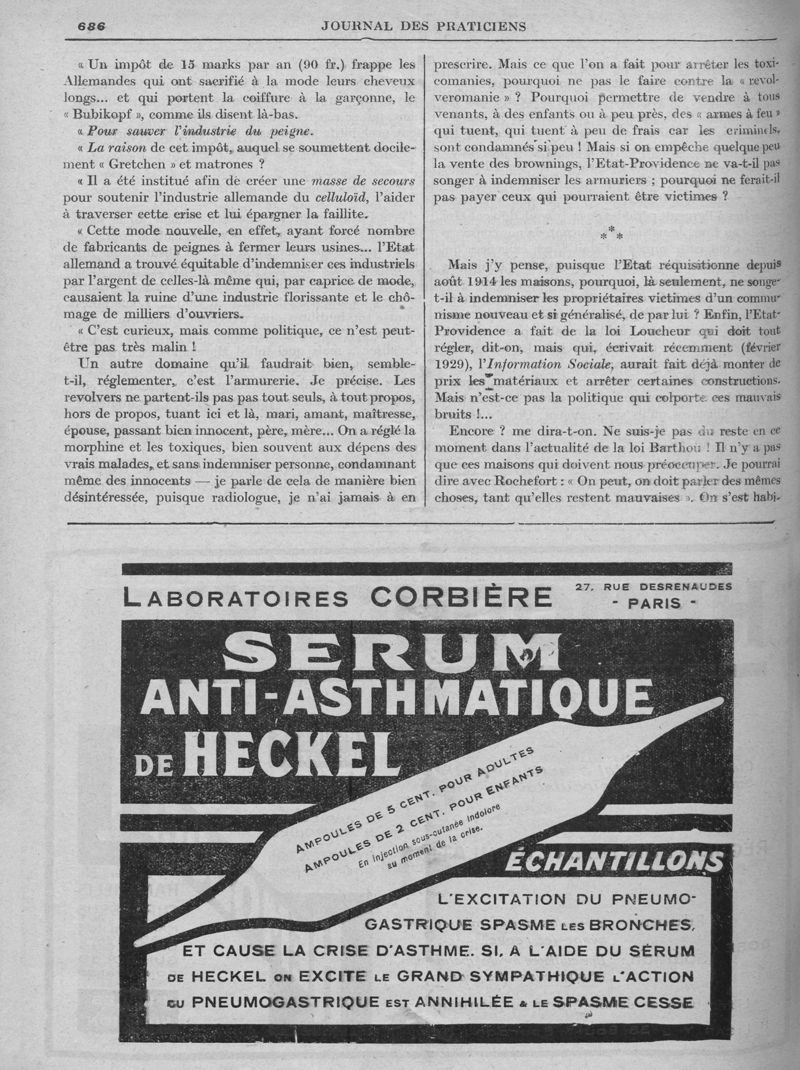 686
JOURNAL DES PRATICIENS
« Un impôt de 15 marks par an (90 fr.) frappe les
Allemandes qui ont sacrifié à la mode leurs cheveux
longs... et qui portent la coiffure à la garçonne, le
« Bubikopf », comme ils disent là-bas.
« Pour sauver l'industrie du peigne.
« La raison de cet impôt, auquel se soumettent docile-
ment « Gretchen » et matrones ?
« Il a été institué afin de créer une masse de secours
pour soutenir l'industrie allemande du celluloïd, l'aider
à traverser cette crise et lui épargner la faillite.
« Cette mode nouvelle, en effet, ayant forcé nombre
de fabricants de peignes à fermer leurs usines... l'Etat
allemand a trouvé équitable d'indemniser ces industriels
par l'argent de celles-là même qui, par caprice de mode,
causaient la ruine d'une industrie florissante et le chô-
mage de milliers d'ouvriers.
« C'est curieux, mais comme politique, ce n'est peut-
être pas très malin !
Un autre domaine qu'il faudrait bien, semble-
t-il, réglementer, c'est l'armurerie. Je précise. Les
revolvers ne partent-ils pas pas tout seuls, à tout propos,
hors de propos, tuant ici et là, mari, amant, maîtresse,
épouse, passant bien innocent, père, mère... On a réglé la
morphine et les toxiques, bien souvent aux dépens des
vrais malades, et sans indemniser personne, condamnant
même des innocents — je parle de cela de manière bien
désintéressée, puisque radiologue, je n'ai jamais à en
prescrire. Mais ce que l'on a fait pour arrêter les toxi-
comanies, pourquoi ne pas le faire contre la « revol-
veromanie » ? Pourquoi permettre de vendre à tous
venants, à des enfants ou à peu près, des « armes à feu »
qui tuent, qui tuent à peu de frais car les criminels,
sont condamnés si peu ! Mais si on empêche quelque peu
la vente des brownings, l'Etat-Providence ne va-t-il pas
songer à indemniser les armuriers ; pourquoi ne ferait-il
pas payer ceux qui pourraient être victimes ?
* * *
Mais j'y pense, puisque l'Etat réquisitionne depuis
août 1914 les maisons, pourquoi, là seulement, ne songe-
t-il à indemniser les propriétaires victimes d'un commu-
nisme nouveau et si généralisé, de par lui ? Enfin, l'Etat-
Providence a fait de la loi Loucheur qui doit tout
régler, dit-on, mais qui, écrivait récemment (février
1929), l'Information Sociale, aurait fait déjà monter de
prix les matériaux et arrêter certaines constructions.
Mais n'est-ce pas la politique qui colporte ces mauvais
bruits !...
Encore ? me dira-t-on. Ne suis-je pas du reste en ce
moment dans l'actualité de la loi Barthou ! Il n'y a pas
que ces maisons qui doivent nous préoccuper. Je pourrai
dire avec Rochefort : « On peut, on doit parler des mêmes
choses, tant qu'elles restent mauvaises ». On s'est habi-
LABORATOIRES CORBIÈRE
27, RUE DESRENAUDES
- PARIS -
SERUM
ANTI-ASTHMATIQUE
DE HECKEL
AMPOULES DE 5 CENT. POUR ADULTES
AMPOULES DE 2 CENT. POUR ENFANTS
En injection sous-cutanée indolore
au moment de la crise.
ÉCHANTILLONS
L'EXCITATION DU PNEUMO-
GASTRIQUE SPASME LES BRONCHES,
ET CAUSE LA CRISE D'ASTHME. SI, A L'AIDE DU SÉRUM
DE HECKEL ON EXCITE LE GRAND SYMPATHIQUE L'ACTION
DU PNEUMOGASTRIQUE EST ANNIHILÉE & LE SPASME CESSE